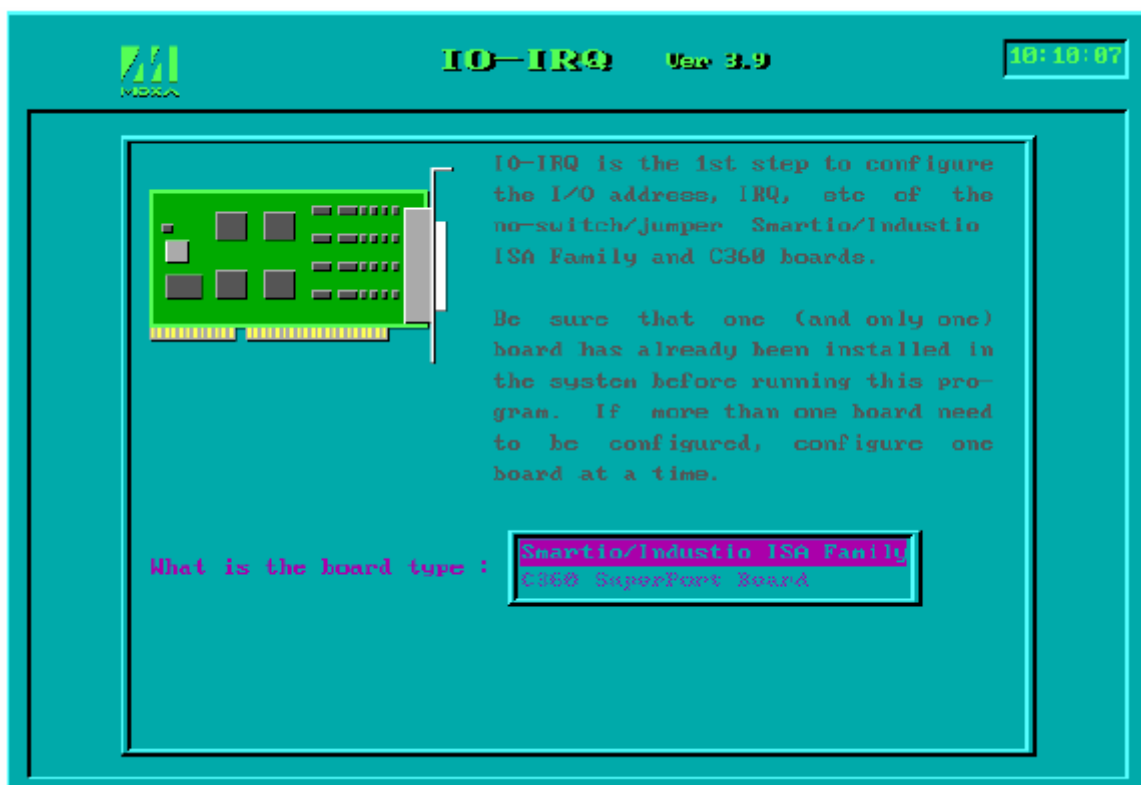 MOXA
IO-IRQ Ver 3.9
10:10:07
IO-IRQ is the 1st step to configure
the I/O address, IRQ, etc of the
no-switch/jumper Smartio/Industio
ISA Family and C360 boards.
Be sure that one (and only one)
board has already been installed in
the system before running this pro-
gram. If more than one board need
to be configured, configure one
board at a time.
What is the board type :
Smartio/Industio ISA Family
C360 SuperPort Board